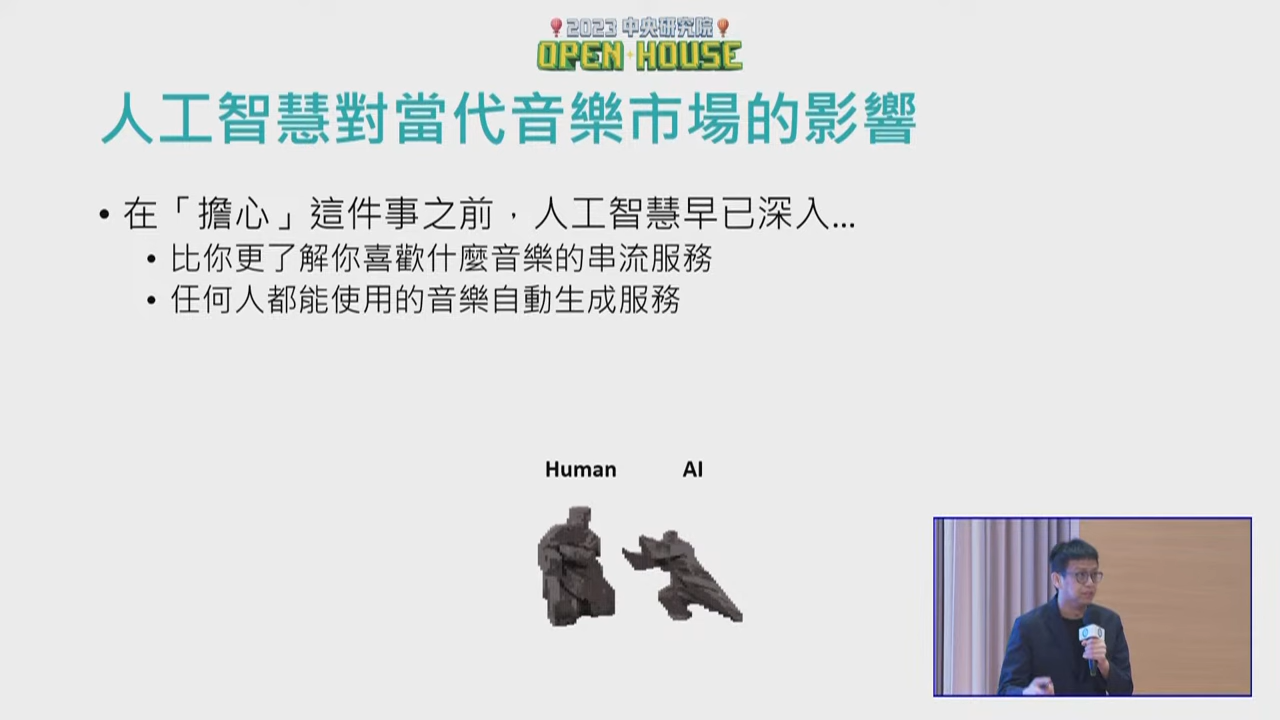 2023 中央研究院
OPEN HOUSE
人工智慧對當代音樂市場的影響
• 在「擔心」這件事之前，人工智慧早已深入...
• 比你更了解你喜歡什麼音樂的串流服務
• 任何人都能使用的音樂自動生成服務
Human AI